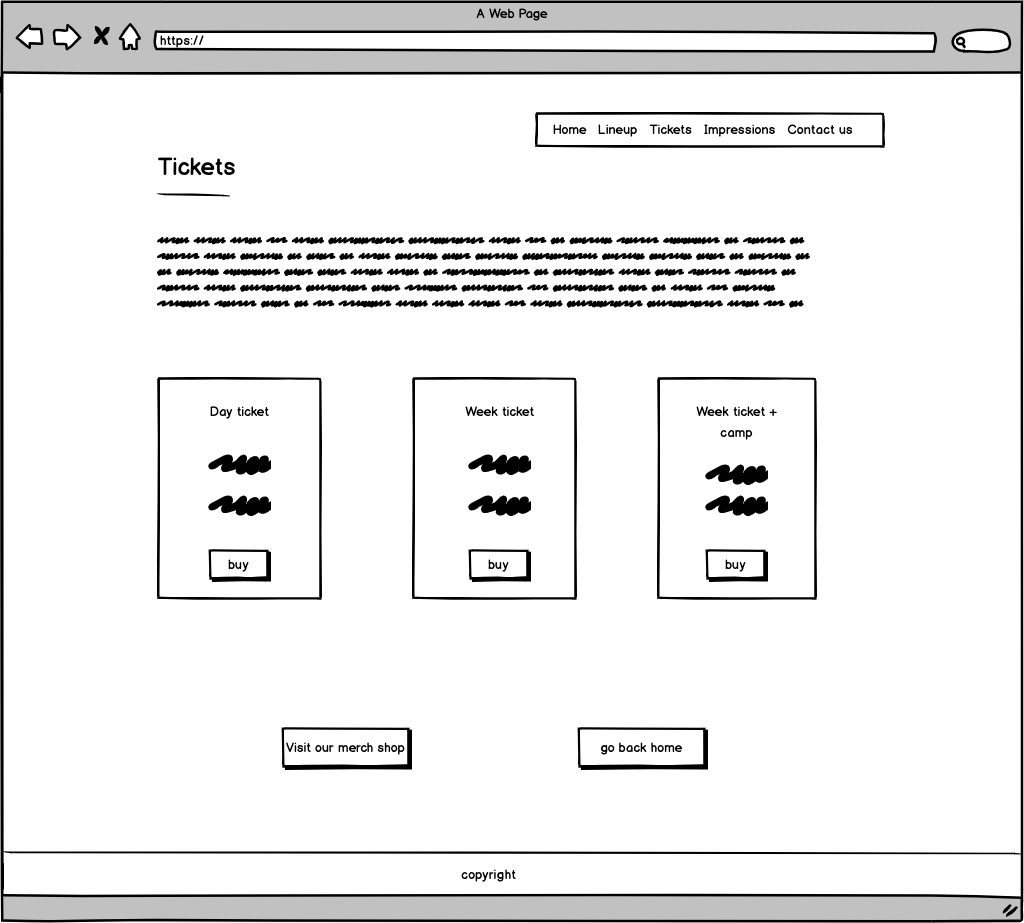 A Web Page
https://
Home Lineup Tickets Impressions Contact us
Tickets
Day ticket
buy
Week ticket
buy
Week ticket +
camp
buy
Visit our merch shop
go back home
copyright